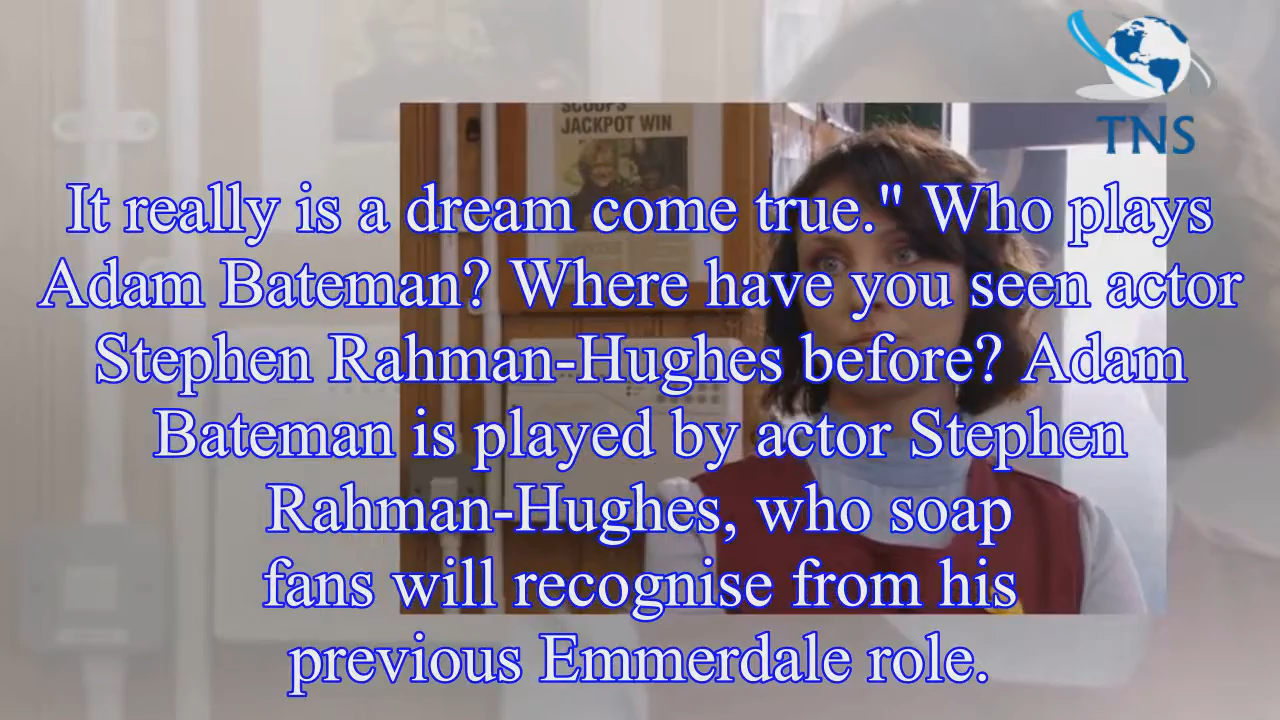 TNS
SCOOPS
JACKPOT WIN
It really is a dream come true." Who plays
Adam Bateman? Where have you seen actor
Stephen Rahman-Hughes before? Adam
Bateman is played by actor Stephen
Rahman-Hughes, who soap
fans will recognise from his
previous Emmerdale role.